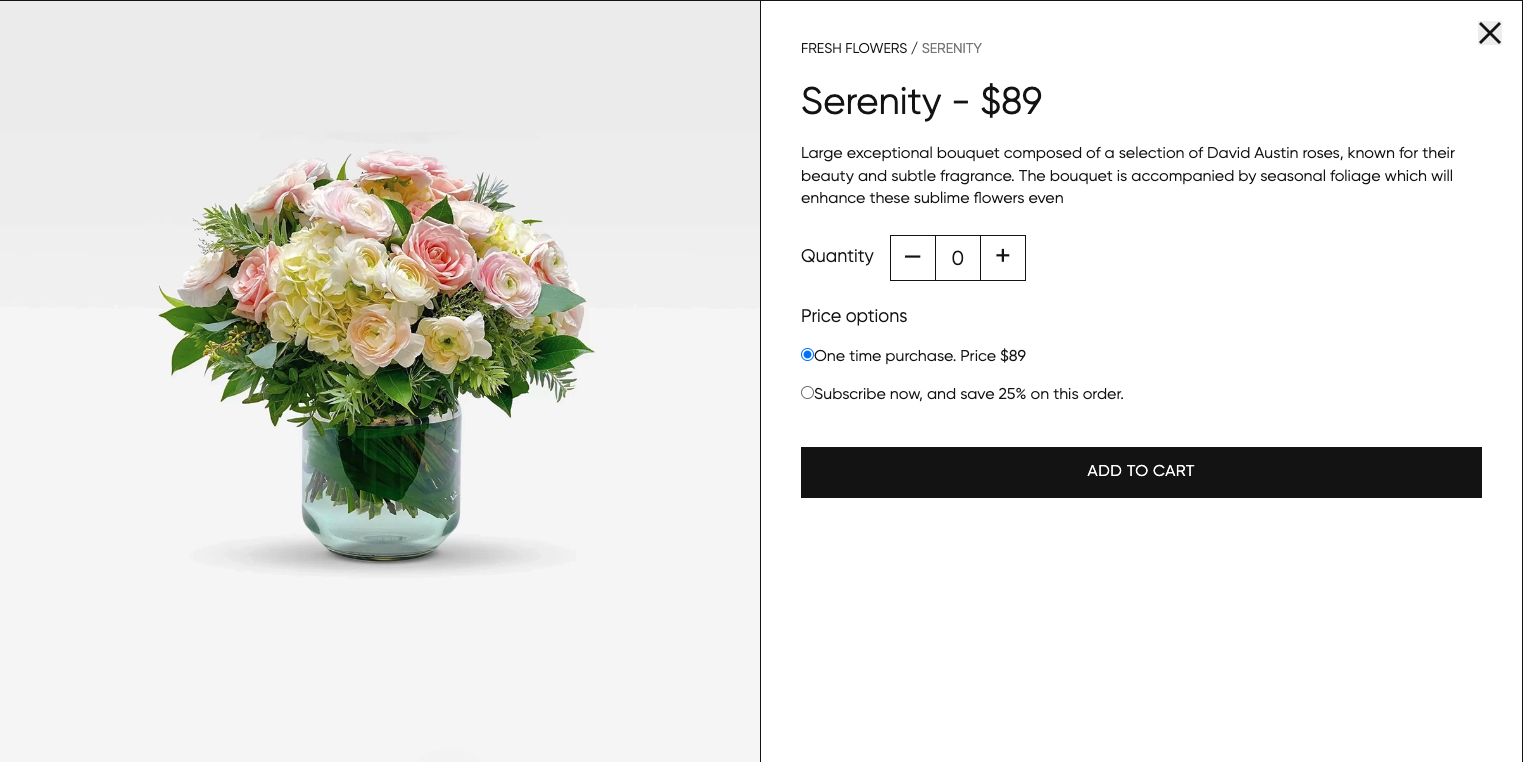 FRESH FLOWERS / SERENITY
Serenity - $89
Large exceptional bouquet composed of a selection of David Austin roses, known for their
beauty and subtle fragrance. The bouquet is accompanied by seasonal foliage which will
enhance these sublime flowers even
Quantity − 0 +
Price options
One time purchase. Price $89
Subscribe now, and save 25% on this order.
ADD TO CART